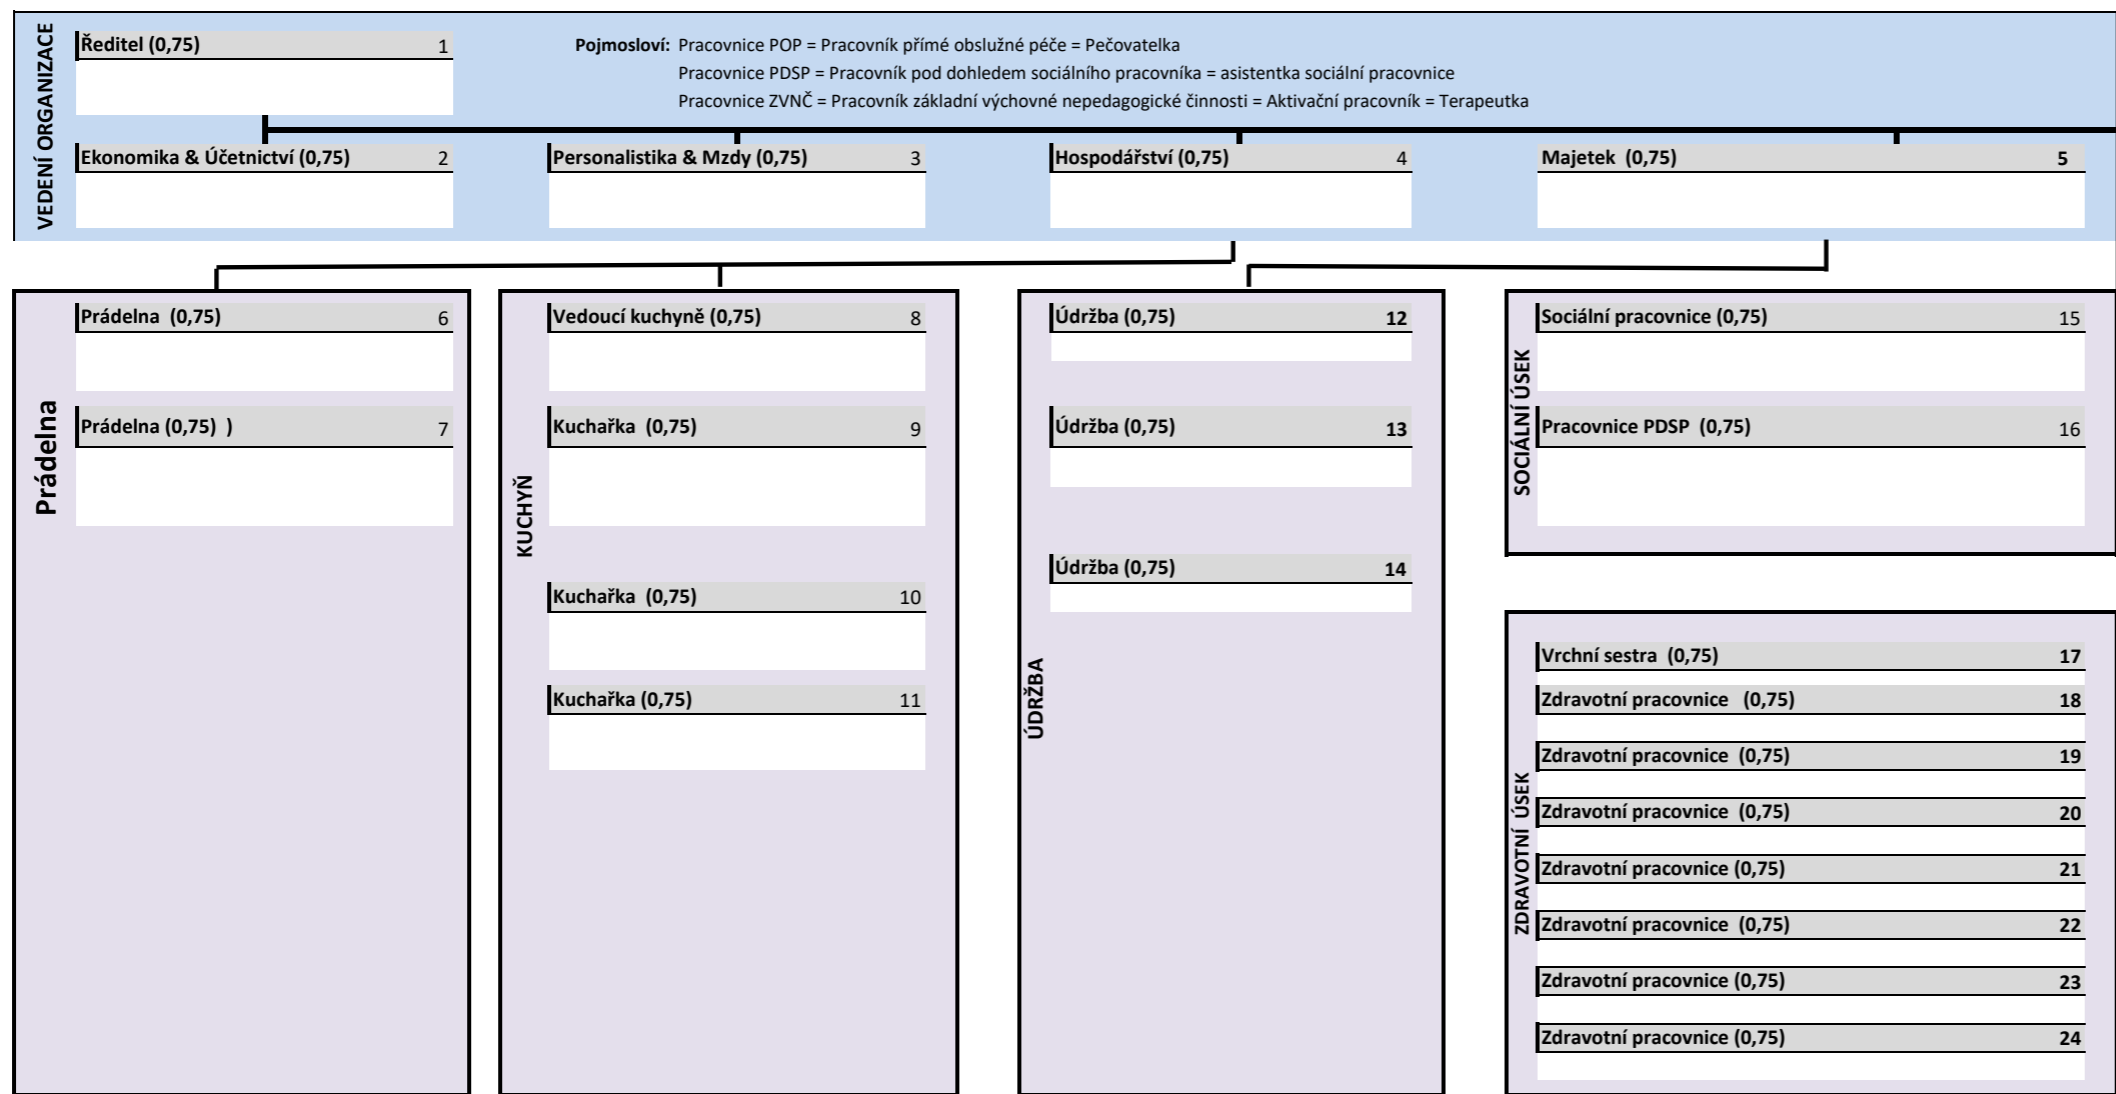 VEDENÍ ORGANIZACE
Ředitel (0,75) 1
Pojmosloví: Pracovnice POP = Pracovník přímé obslužné péče = Pečovatelka
Pracovnice PDSP = Pracovník pod dohledem sociálního pracovníka = asistentka sociální pracovnice
Pracovnice ZVNČ = Pracovník základní výchovné nepedagogické činnosti = Aktivační pracovník = Terapeutka
Ekonomika & Účetnictví (0,75) 2
Personalistika & Mzdy (0,75) 3
Hospodářství (0,75) 4
Majetek (0,75) 5
Prádelna
Prádelna (0,75) 6
Prádelna (0,75) ) 7
KUCHYŇ
Vedoucí kuchyně (0,75) 8
Kuchařka (0,75) 9
Kuchařka (0,75) 10
Kuchařka (0,75) 11
ÚDRŽBA
Údržba (0,75) 12
Údržba (0,75) 13
Údržba (0,75) 14
SOCIÁLNÍ ÚSEK
Sociální pracovnice (0,75) 15
Pracovnice PDSP (0,75) 16
ZDRAVOTNÍ ÚSEK
Vrchní sestra (0,75) 17
Zdravotní pracovnice (0,75) 18
Zdravotní pracovnice (0,75) 19
Zdravotní pracovnice (0,75) 20
Zdravotní pracovnice (0,75) 21
Zdravotní pracovnice (0,75) 22
Zdravotní pracovnice (0,75) 23
Zdravotní pracovnice (0,75) 24